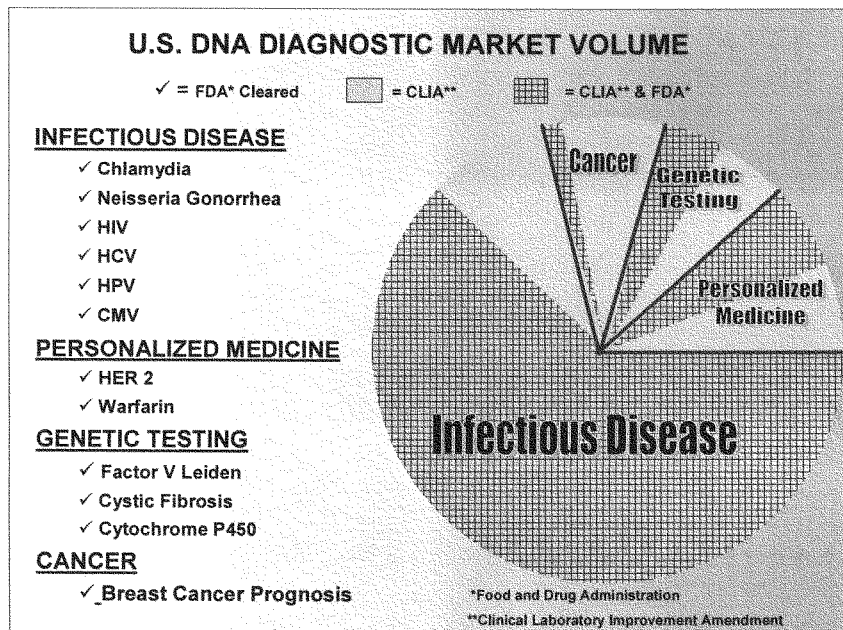 U.S. DNA DIAGNOSTIC MARKET VOLUME
✓ = FDA* Cleared = CLIA** = CLIA** & FDA*
INFECTIOUS DISEASE
✓ Chlamydia
✓ Neisseria Gonorrhea
✓ HIV
✓ HCV
✓ HPV
✓ CMV
PERSONALIZED MEDICINE
✓ HER 2
✓ Warfarin
GENETIC TESTING
✓ Factor V Leiden
✓ Cystic Fibrosis
✓ Cytochrome P450
CANCER
✓ Breast Cancer Prognosis
Cancer
Genetic
Testing
Personalized
Medicine
Infectious Disease
*Food and Drug Administration
**Clinical Laboratory Improvement Amendment